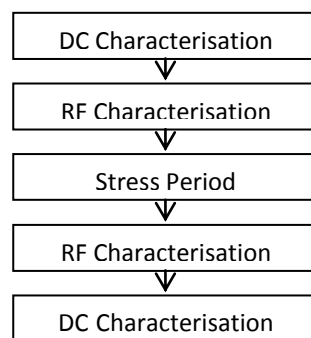 DC Characterisation
RF Characterisation
Stress Period
RF Characterisation
DC Characterisation